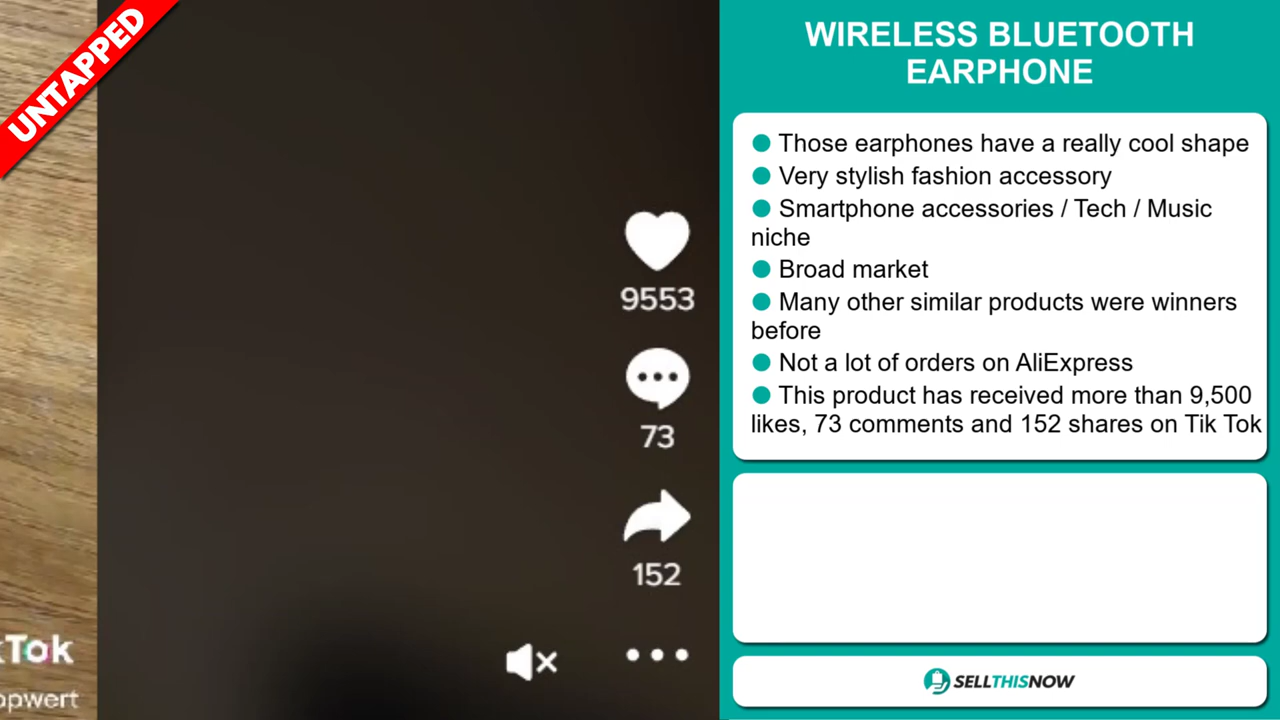 UNTAPPED
9553
73
152
WIRELESS BLUETOOTH
EARPHONE
● Those earphones have a really cool shape
● Very stylish fashion accessory
● Smartphone accessories / Tech / Music
niche
● Broad market
● Many other similar products were winners
before
● Not a lot of orders on AliExpress
● This product has received more than 9,500
likes, 73 comments and 152 shares on Tik Tok
SELLTHISNOW